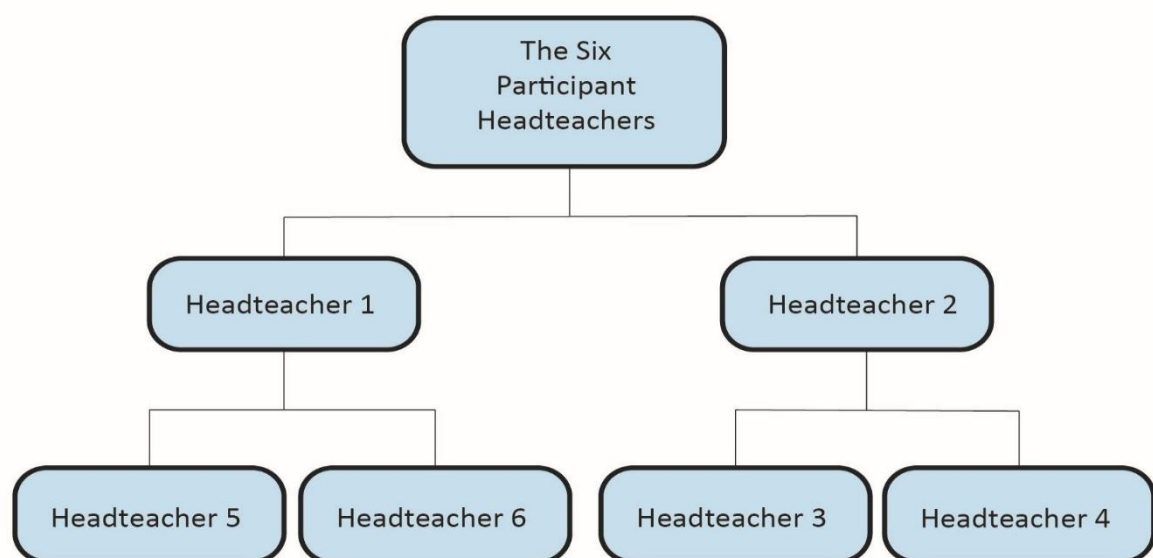 The Six
Participant
Headteachers
Headteacher 1
Headteacher 2
Headteacher 5
Headteacher 6
Headteacher 3
Headteacher 4